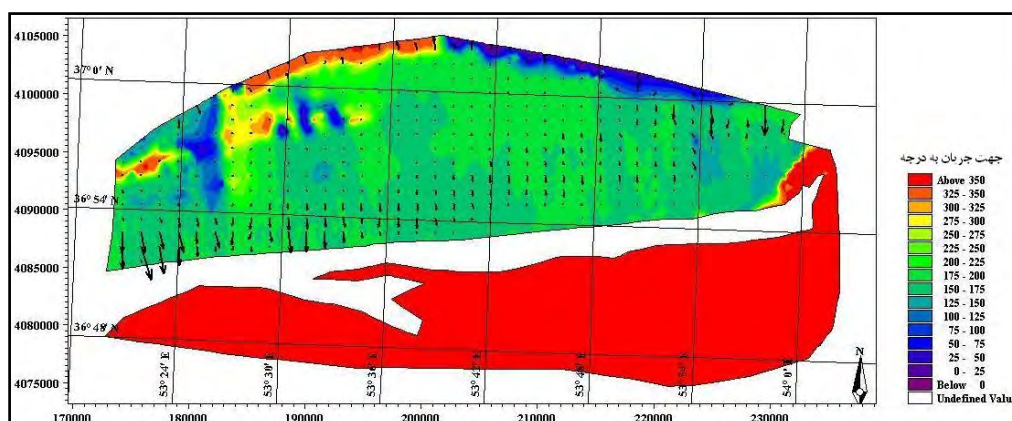 4105000
4100000
4095000
4090000
4085000
4080000
4075000
37° 0' N
36° 54' N
36° 48' N
53° 24' E
53° 30' E
53° 36' E
53° 42' E
53° 48' E
53° 54' E
54° 0' E
170000 180000 190000 200000 210000 220000 230000
N
جهت جریان به درجه
Above 350
325 - 350
300 - 325
275 - 300
250 - 275
225 - 250
200 - 225
175 - 200
150 - 175
125 - 150
100 - 125
75 - 100
50 - 75
25 - 50
0 - 25
Below 0
Undefined Valu